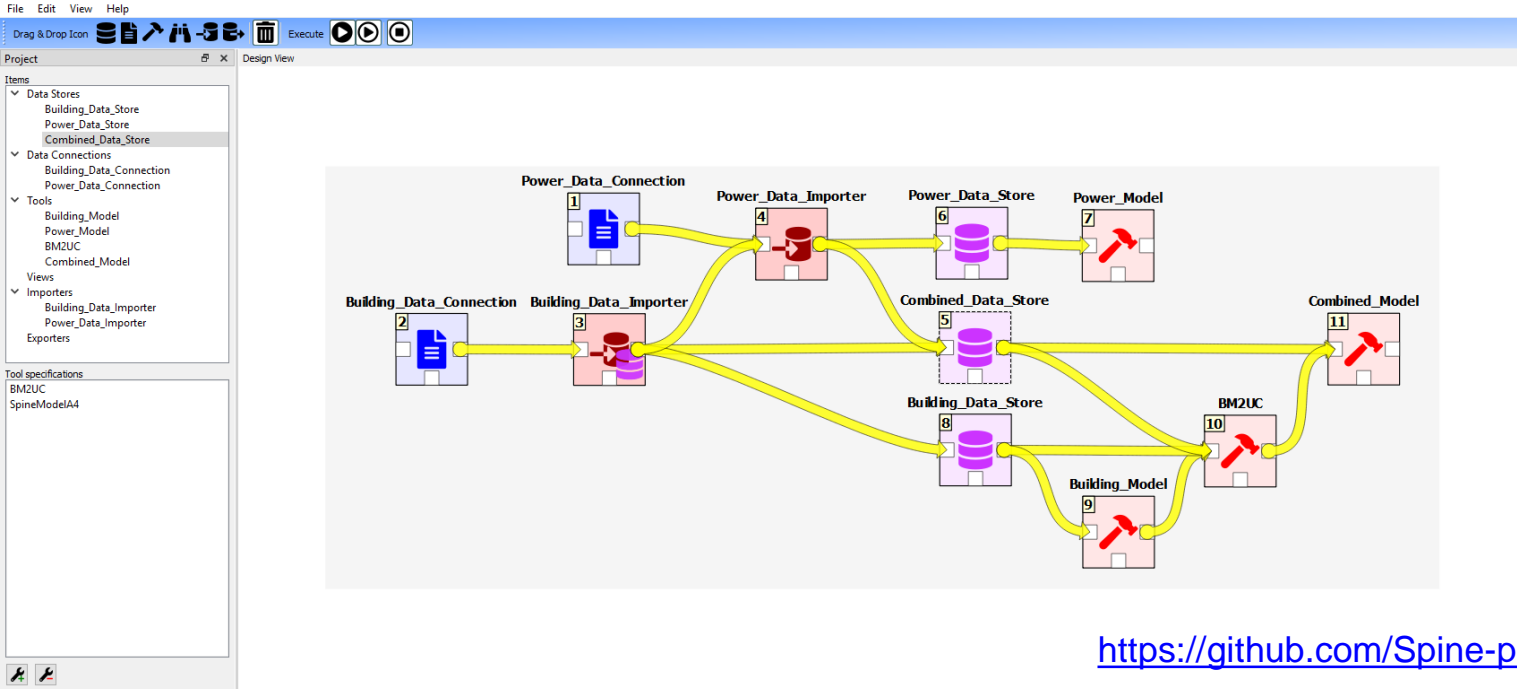 File Edit View Help
Drag & Drop Icon Execute
Project
Design View
Items
Data Stores
Building_Data_Store
Power_Data_Store
Combined_Data_Store
Data Connections
Building_Data_Connection
Power_Data_Connection
Tools
Building_Model
Power_Model
BM2UC
Combined_Model
Views
Importers
Building_Data_Importer
Power_Data_Importer
Exporters
Tool specifications
BM2UC
SpineModelA4
Power_Data_Connection
1
Power_Data_Importer
4
Power_Data_Store
6
Power_Model
7
Building_Data_Connection
2
Building_Data_Importer
3
Combined_Data_Store
5
Combined_Model
11
Building_Data_Store
8
BM2UC
10
Building_Model
9
https://github.com/Spine-p